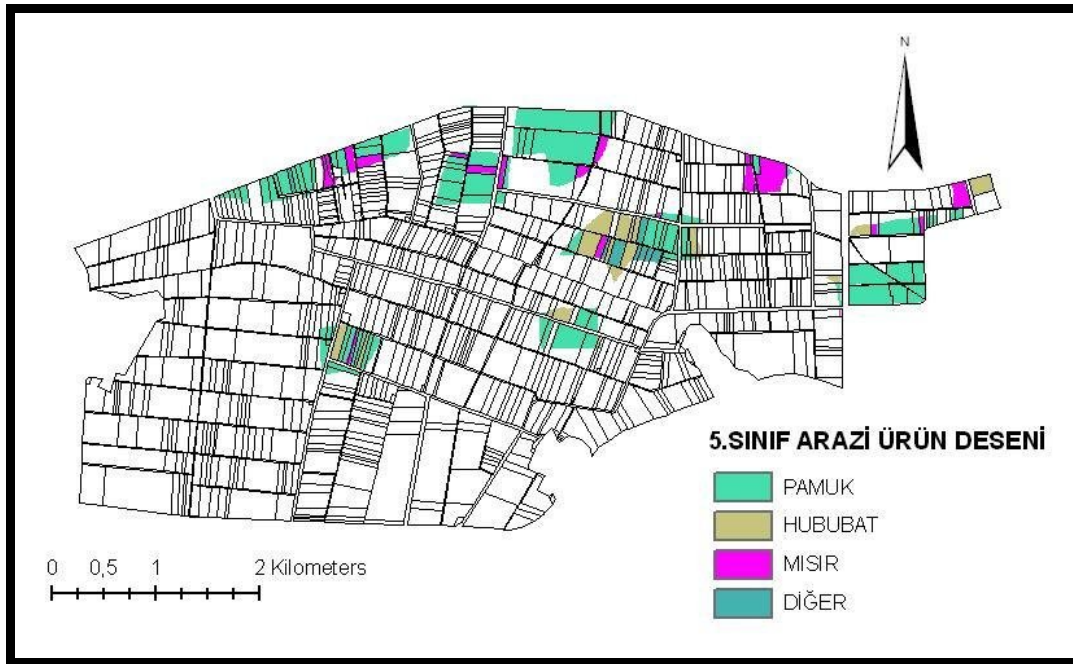 N
5.SINIF ARAZİ ÜRÜN DESENİ
PAMUK
HUBUBAT
MISIR
DİĞER
0 0,5 1 2 Kilometers